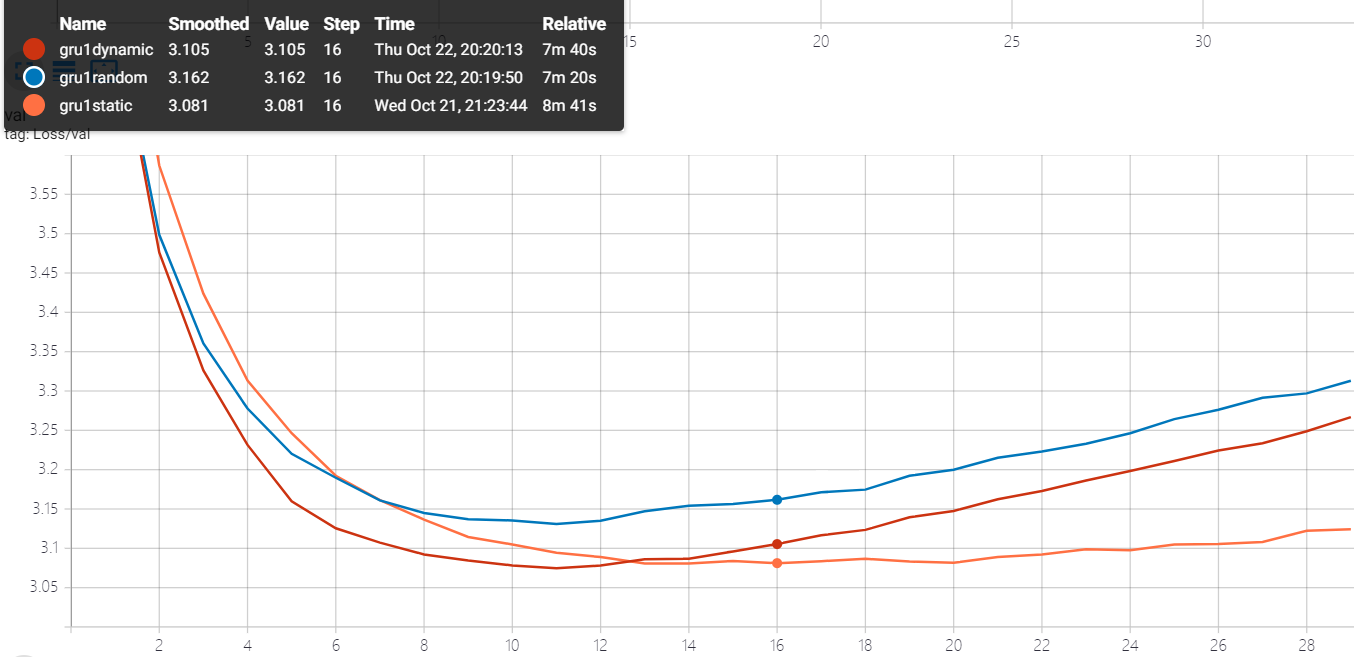 Name Smoothed Value Step Time Relative
gru1dynamic 3.105 3.105 16 Thu Oct 22, 20:20:13 7m 40s
gru1random 3.162 3.162 16 Thu Oct 22, 20:19:50 7m 20s
gru1static 3.081 3.081 16 Wed Oct 21, 21:23:44 8m 41s
5 15 20 25 30
val
tag: Loss/val
3.55
3.5
3.45
3.4
3.35
3.3
3.25
3.2
3.15
3.1
3.05
2 4 6 8 10 12 14 16 18 20 22 24 26 28